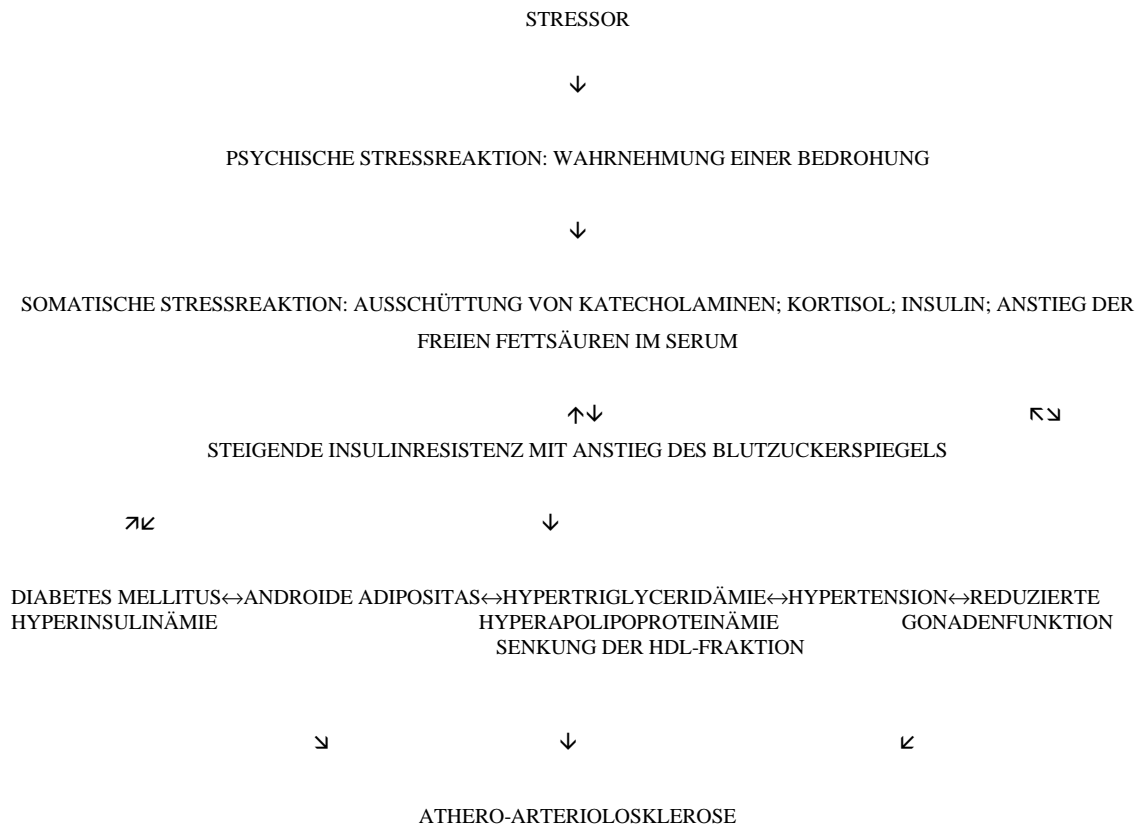 STRESSOR
↓
PSYCHISCHE STRESSREAKTION: WAHRNEHMUNG EINER BEDROHUNG
↓
SOMATISCHE STRESSREAKTION: AUSSCHÜTTUNG VON KATECHOLAMINEN; KORTISOL; INSULIN; ANSTIEG DER
FREIEN FETTSÄUREN IM SERUM
↑↓ ↖↘
STEIGENDE INSULINRESISTENZ MIT ANSTIEG DES BLUTZUCKERSPIEGELS
↗↙ ↓
DIABETES MELLITUS↔ANDROIDE ADIPOSITAS↔HYPERTRIGLYCERIDÄMIE↔HYPERTENSION↔REDUZIERTE
HYPERINSULINÄMIE HYPERAPOLIPOPROTEINÄMIE GONADENFUNKTION
SENKUNG DER HDL-FRAKTION
↘ ↓ ↙
ATHERO-ARTERIOLOSKLEROSE